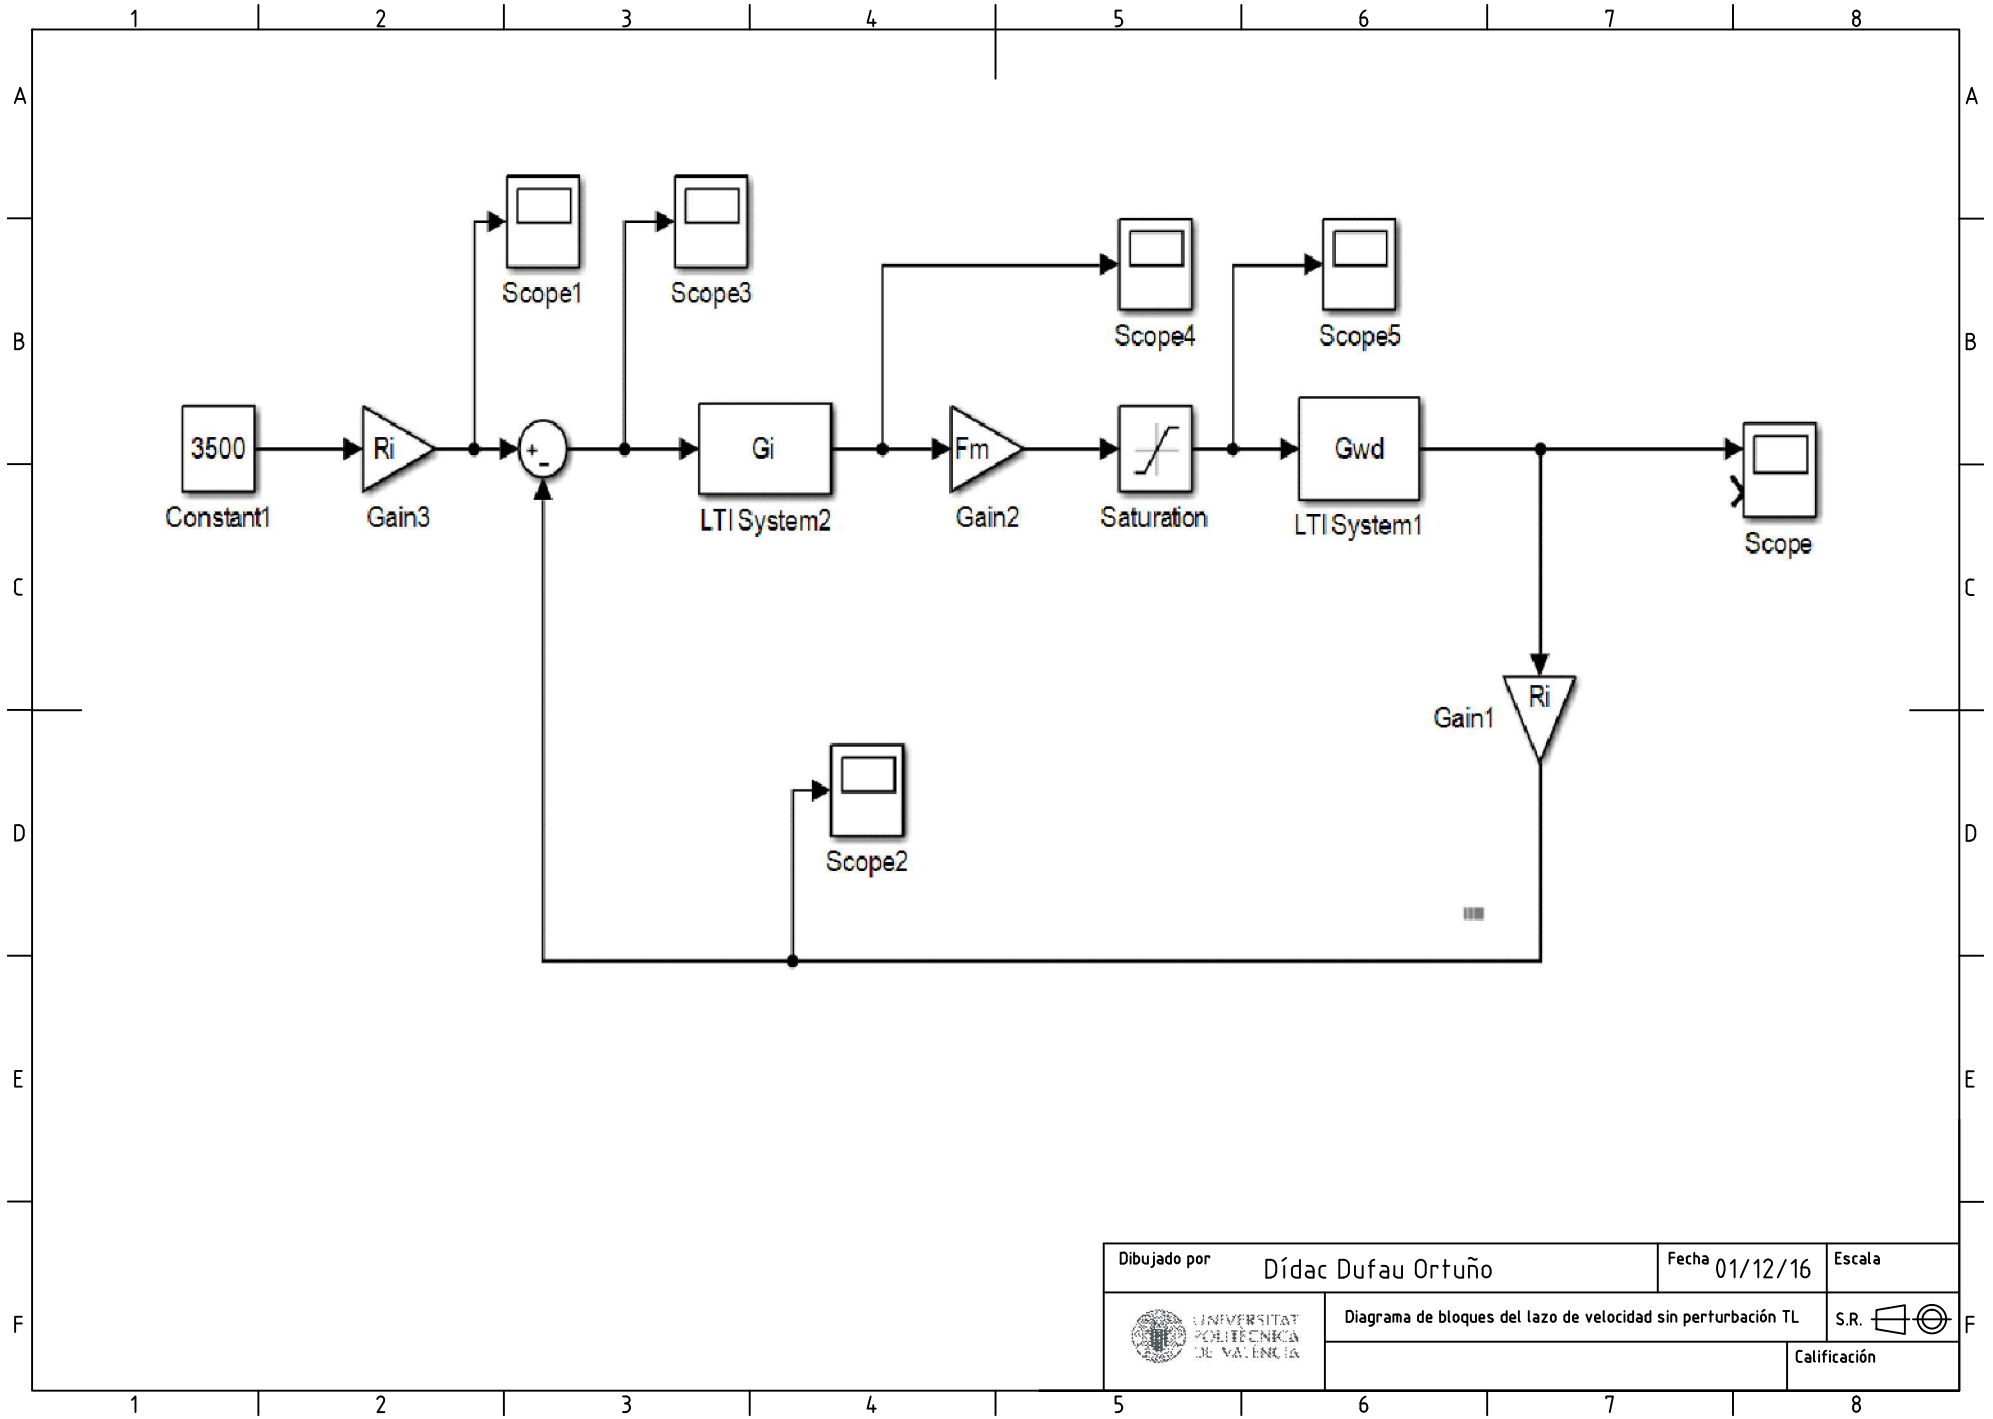 1 2 3 4 5 6 7 8
A A
Scope1 Scope3
Scope4 Scope5
B B
3500 Ri + - Gi Fm Gwd
Constant1 Gain3 LTI System2 Gain2 Saturation LTI System1
Scope
C C
Ri
Gain1
Scope2
D D
E E
Dibujado por Dídac Dufau Ortuño Fecha 01/12/16 Escala
UNIVERSITAT
POLITÈCNICA
DE VALÈNCIA
Diagrama de bloques del lazo de velocidad sin perturbación TL S.R.
F F
Calificación
1 2 3 4 5 6 7 8